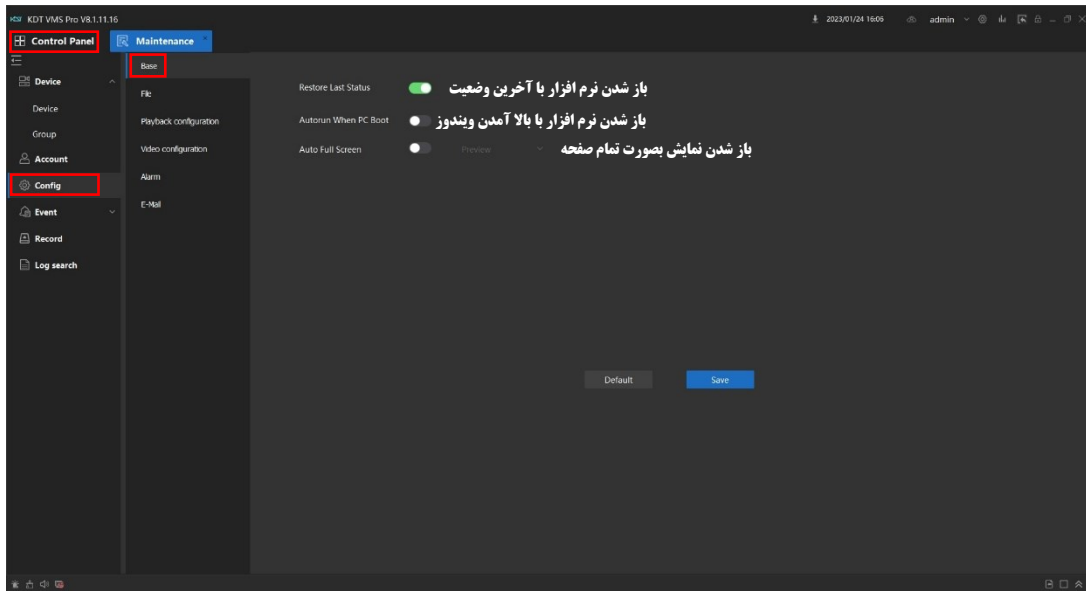 KDT VMS Pro V8.1.11.16
2023/01/24 16:05
admin
Control Panel
Maintenance
Device
Device
Group
Account
Config
Event
Record
Log search
Base
File
Playback configuration
Video configuration
Alarm
E-Mail
Restore Last Status
باز شدن نرم افزار با آخرین وضعیت
Autorun When PC Boot
باز شدن نرم افزار با بالا آمدن ویندوز
Auto Full Screen
Preview
باز شدن نمایش بصورت تمام صفحه
Default
Save